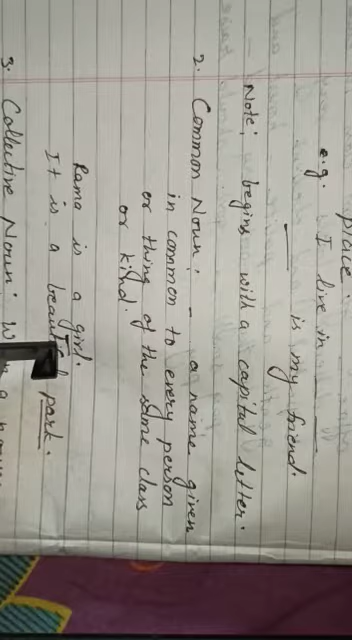 place.
e.g. I live in
is my friend.
Note: begins with a capital letter.
2. Common Noun: - a name given
in common to every person
or thing of the same class
or kind.
Rama is a girl.
It is a park.
3. Collective Noun: